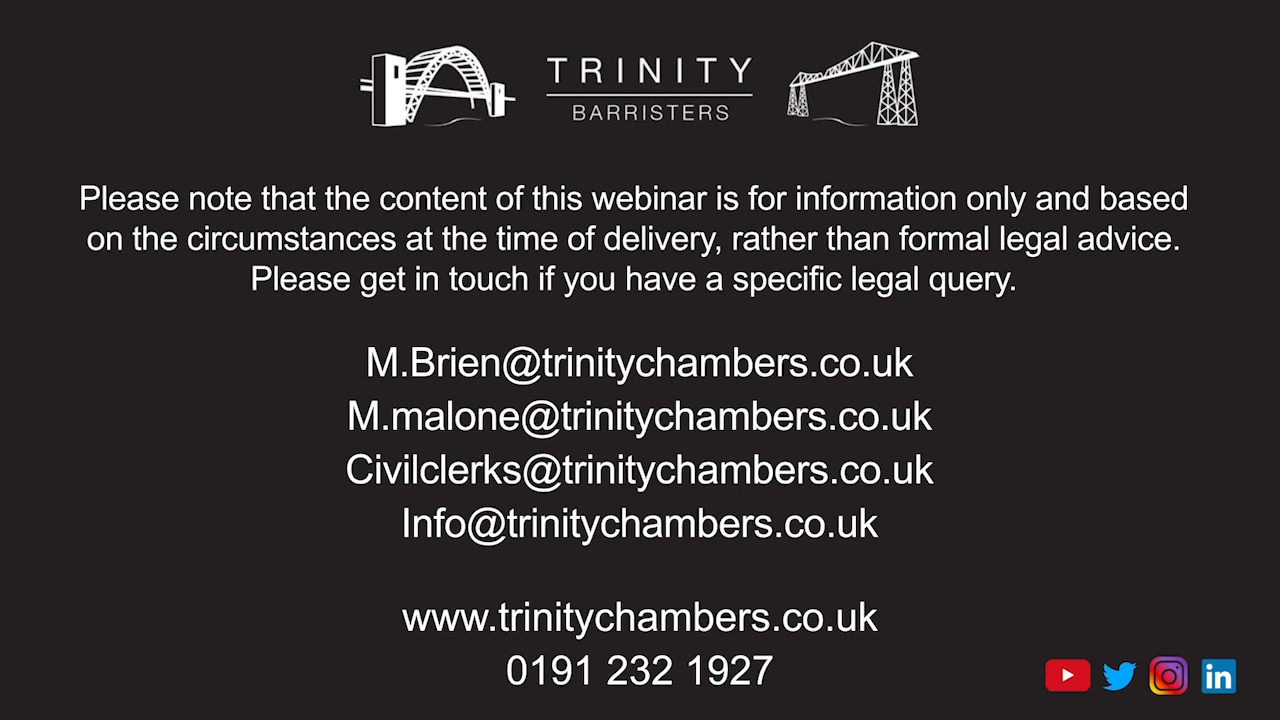 TRINITY
BARRISTERS
Please note that the content of this webinar is for information only and based
on the circumstances at the time of delivery, rather than formal legal advice.
Please get in touch if you have a specific legal query.
M.Brien@trinitychambers.co.uk
M.malone@trinitychambers.co.uk
Civilclerks@trinitychambers.co.uk
Info@trinitychambers.co.uk
www.trinitychambers.co.uk
0191 232 1927
in